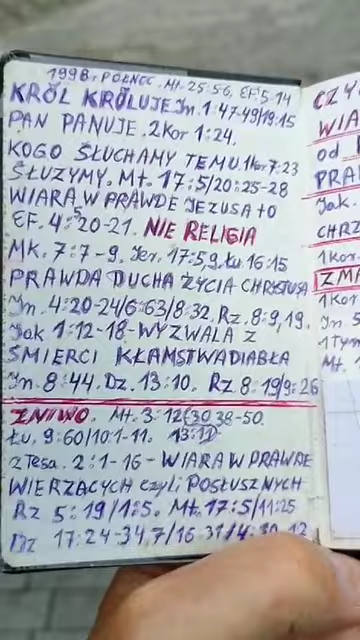 1998r. PÓŁNOC. Mt. 25:5.6, EF. 5:14
KRÓL KRÓLUJE. Jn. 1:47-49/19:15
PAN PANUJE. 2Kor 1:24.
KOGO SŁUCHAMY TEMU. 1Kor 7:23
SŁUŻYMY. Mt. 17:5/20:25-28
WIARA W PRAWDĘ JEZUSA to
EF. 4:20-21. NIE RELIGIA
MK. 7:7-9. Jer. 17:5,9. Łu. 16:15
PRAWDA DUCHA ŻYCIA CHRYSTUSA
Jn. 4:20-24/6:63/8:32. Rz. 8:9,19.
Jak 1:12-18-WYZWALA Z
ŚMIERCI KŁAMSTWA DIABŁA
Jn. 8:44. Dz. 13:10. Rz 8:19/9:26
ŻNIWO. Mt. 3:12 (30,38-50.
Łu. 9:60/10:1-11. 13:
2 Tesa. 2:1-16-WIARA W PRAWDĘ
WIERZĄCYCH czyli POSŁUSZNYCH
Rz 5:19/1:5. Mt. 17:5/11:25
Dz 17:24-34.
CZY
WIA
od
PRA
Jak.
CHRZ
1Kor.
ZMA
1Kor
Jn. 5
1Tym
Mt. 1